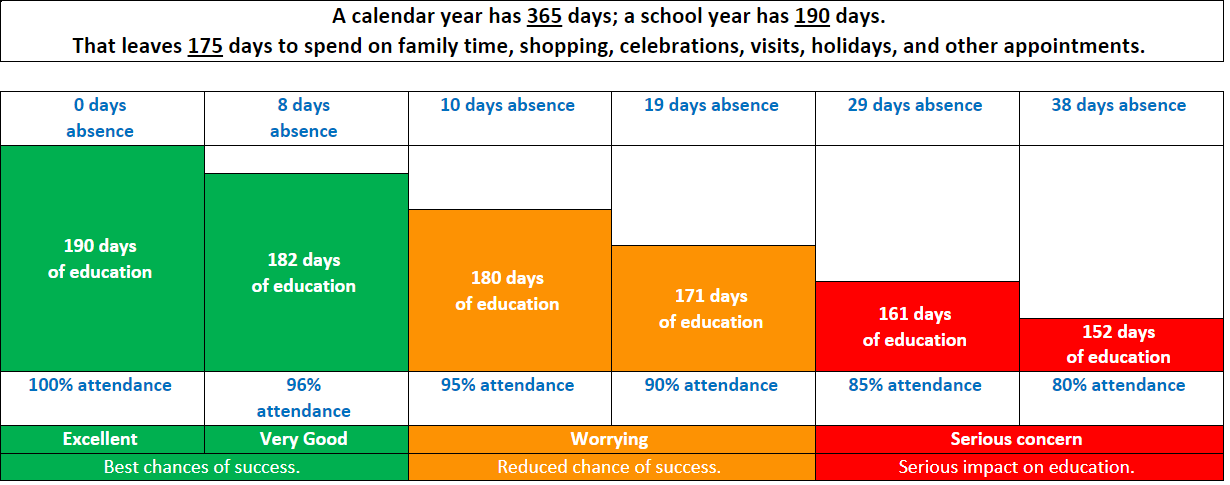 A calendar year has 365 days; a school year has 190 days.
That leaves 175 days to spend on family time, shopping, celebrations, visits, holidays, and other appointments.
0 days
absence
8 days
absence
10 days absence
19 days absence
29 days absence
38 days absence
190 days
of education
182 days
of education
180 days
of education
171 days
of education
161 days
of education
152 days
of education
100% attendance
96%
attendance
95% attendance
90% attendance
85% attendance
80% attendance
Excellent
Very Good
Worrying
Serious concern
Best chances of success.
Reduced chance of success.
Serious impact on education.